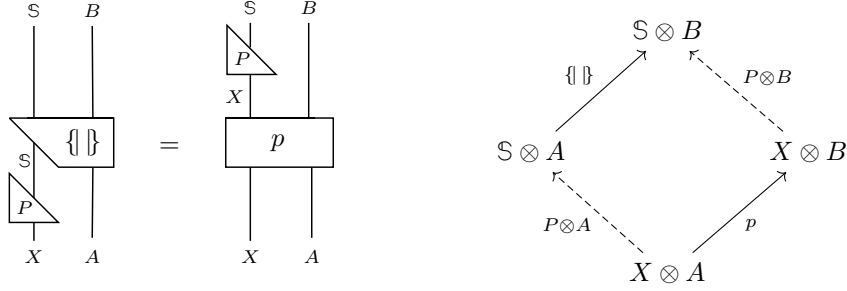 𝕊 B 𝕊 B
P
X
{| |} = p
𝕊
P
X A X A
𝕊 ⊗ B
{| |} P⊗B
𝕊 ⊗ A X ⊗ B
P⊗A p
X ⊗ A